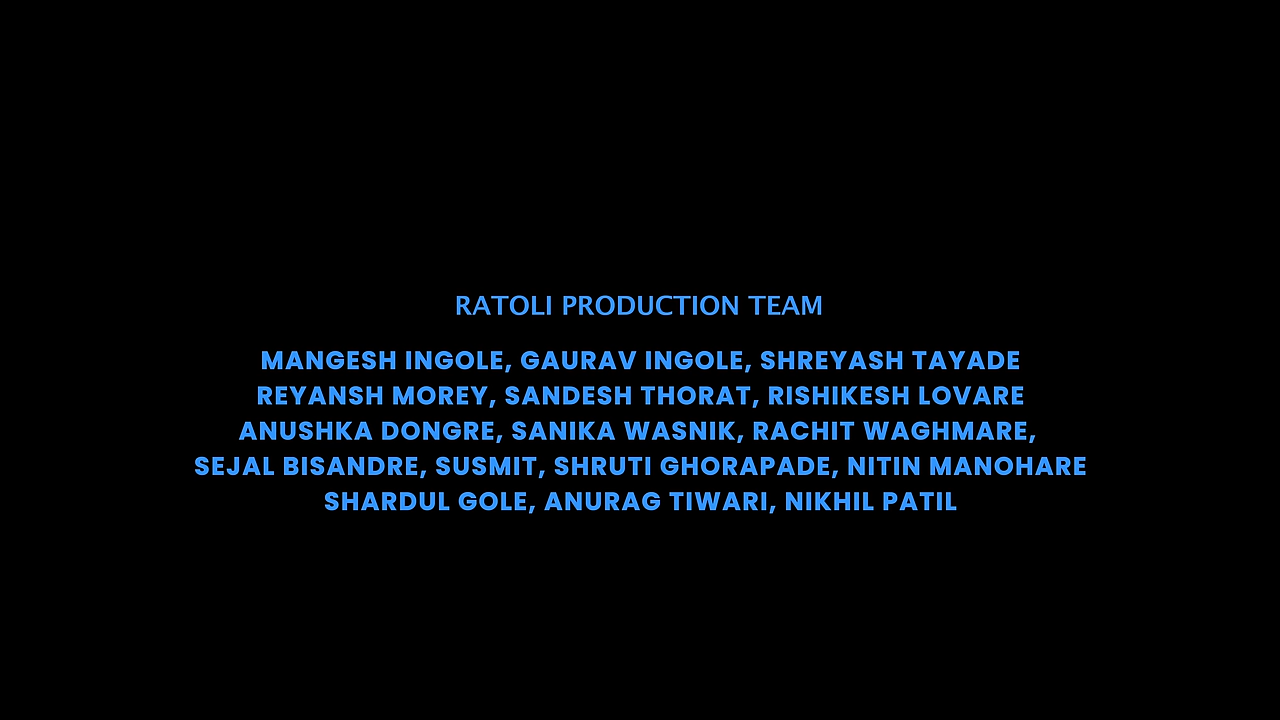 RATOLI PRODUCTION TEAM
MANGESH INGOLE, GAURAV INGOLE, SHREYASH TAYADE
REYANSH MOREY, SANDESH THORAT, RISHIKESH LOVARE
ANUSHKA DONGRE, SANIKA WASNIK, RACHIT WAGHMARE,
SEJAL BISANDRE, SUSMIT, SHRUTI GHORAPADE, NITIN MANOHARE
SHARDUL GOLE, ANURAG TIWARI, NIKHIL PATIL